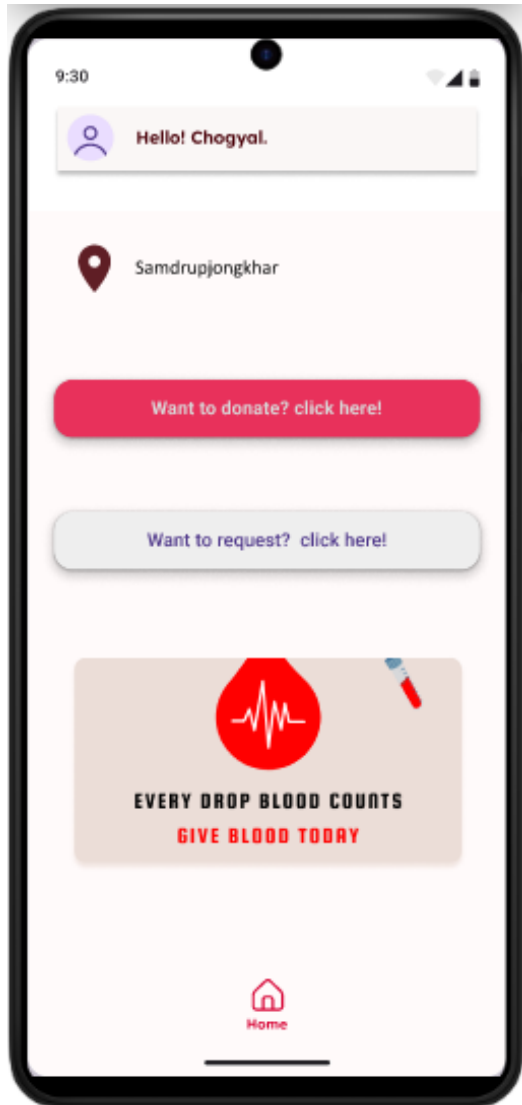 9:30
Hello! Chogyal.
Samdrupjongkhar
Want to donate? click here!
Want to request?  click here!
EVERY DROP BLOOD COUNTS
GIVE BLOOD TODAY
Home